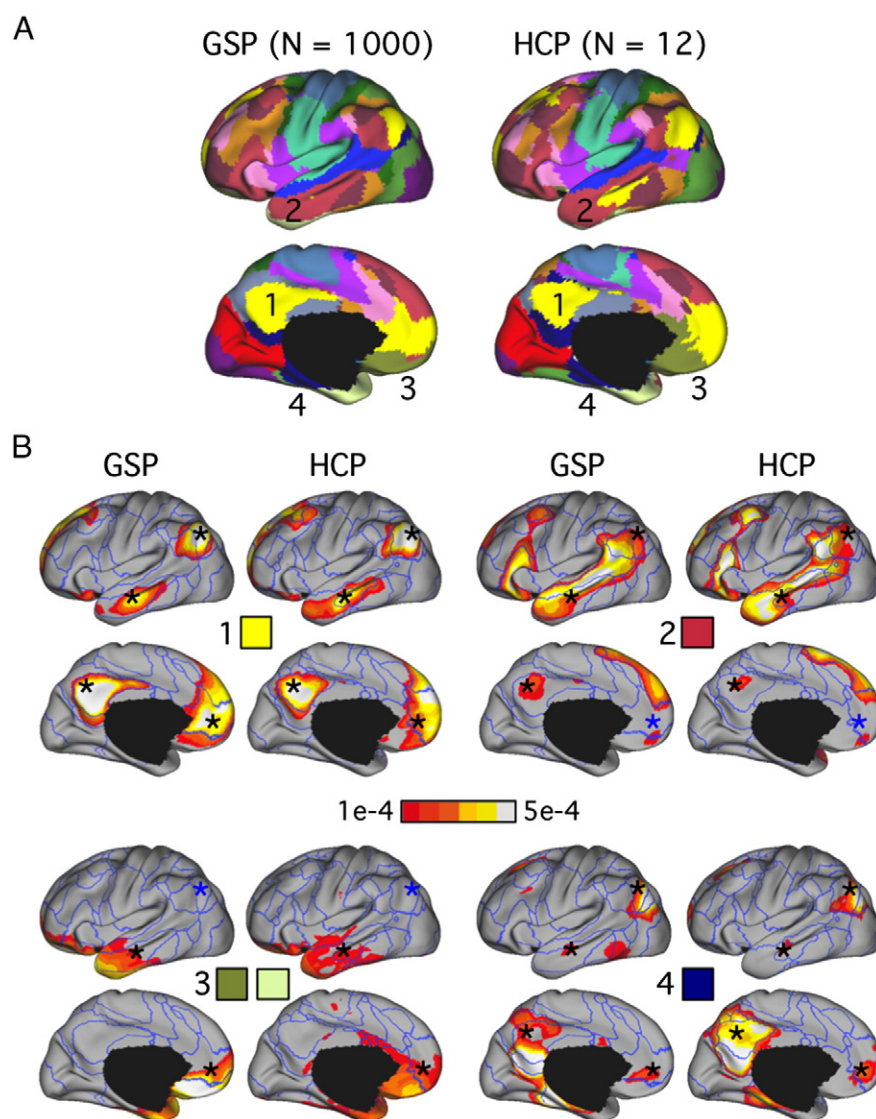 A
GSP (N = 1000) HCP (N = 12)
2 2
1 1
4 3 4 3
B
GSP HCP GSP HCP
* * * *
* * * *
1 2
* * * *
* * * *
1e-4 5e-4
* * * *
* * * *
3 4
* * * *
* * * *